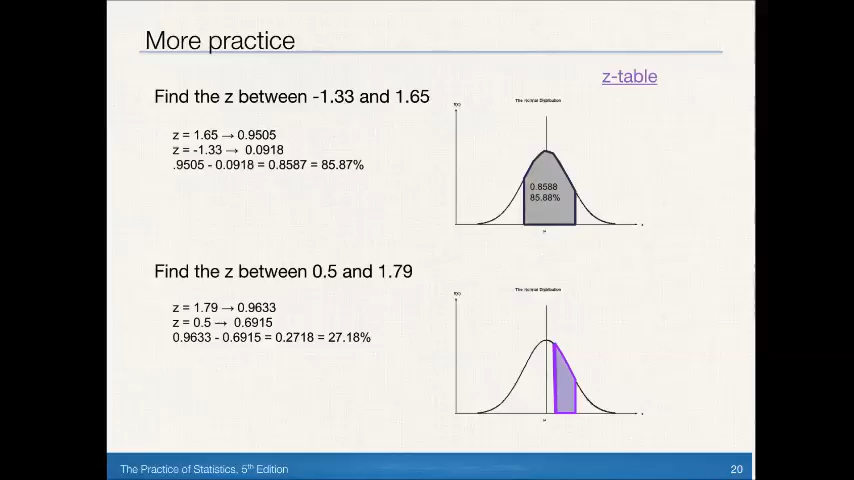 More practice
z-table
Find the z between -1.33 and 1.65
z = 1.65 → 0.9505
z = -1.33 → 0.0918
.9505 - 0.0918 = 0.8587 = 85.87%
The Normal Distribution
0.8588
85.88%
Find the z between 0.5 and 1.79
z = 1.79 → 0.9633
z = 0.5 → 0.6915
0.9633 - 0.6915 = 0.2718 = 27.18%
The Normal Distribution
The Practice of Statistics, 5th Edition
20